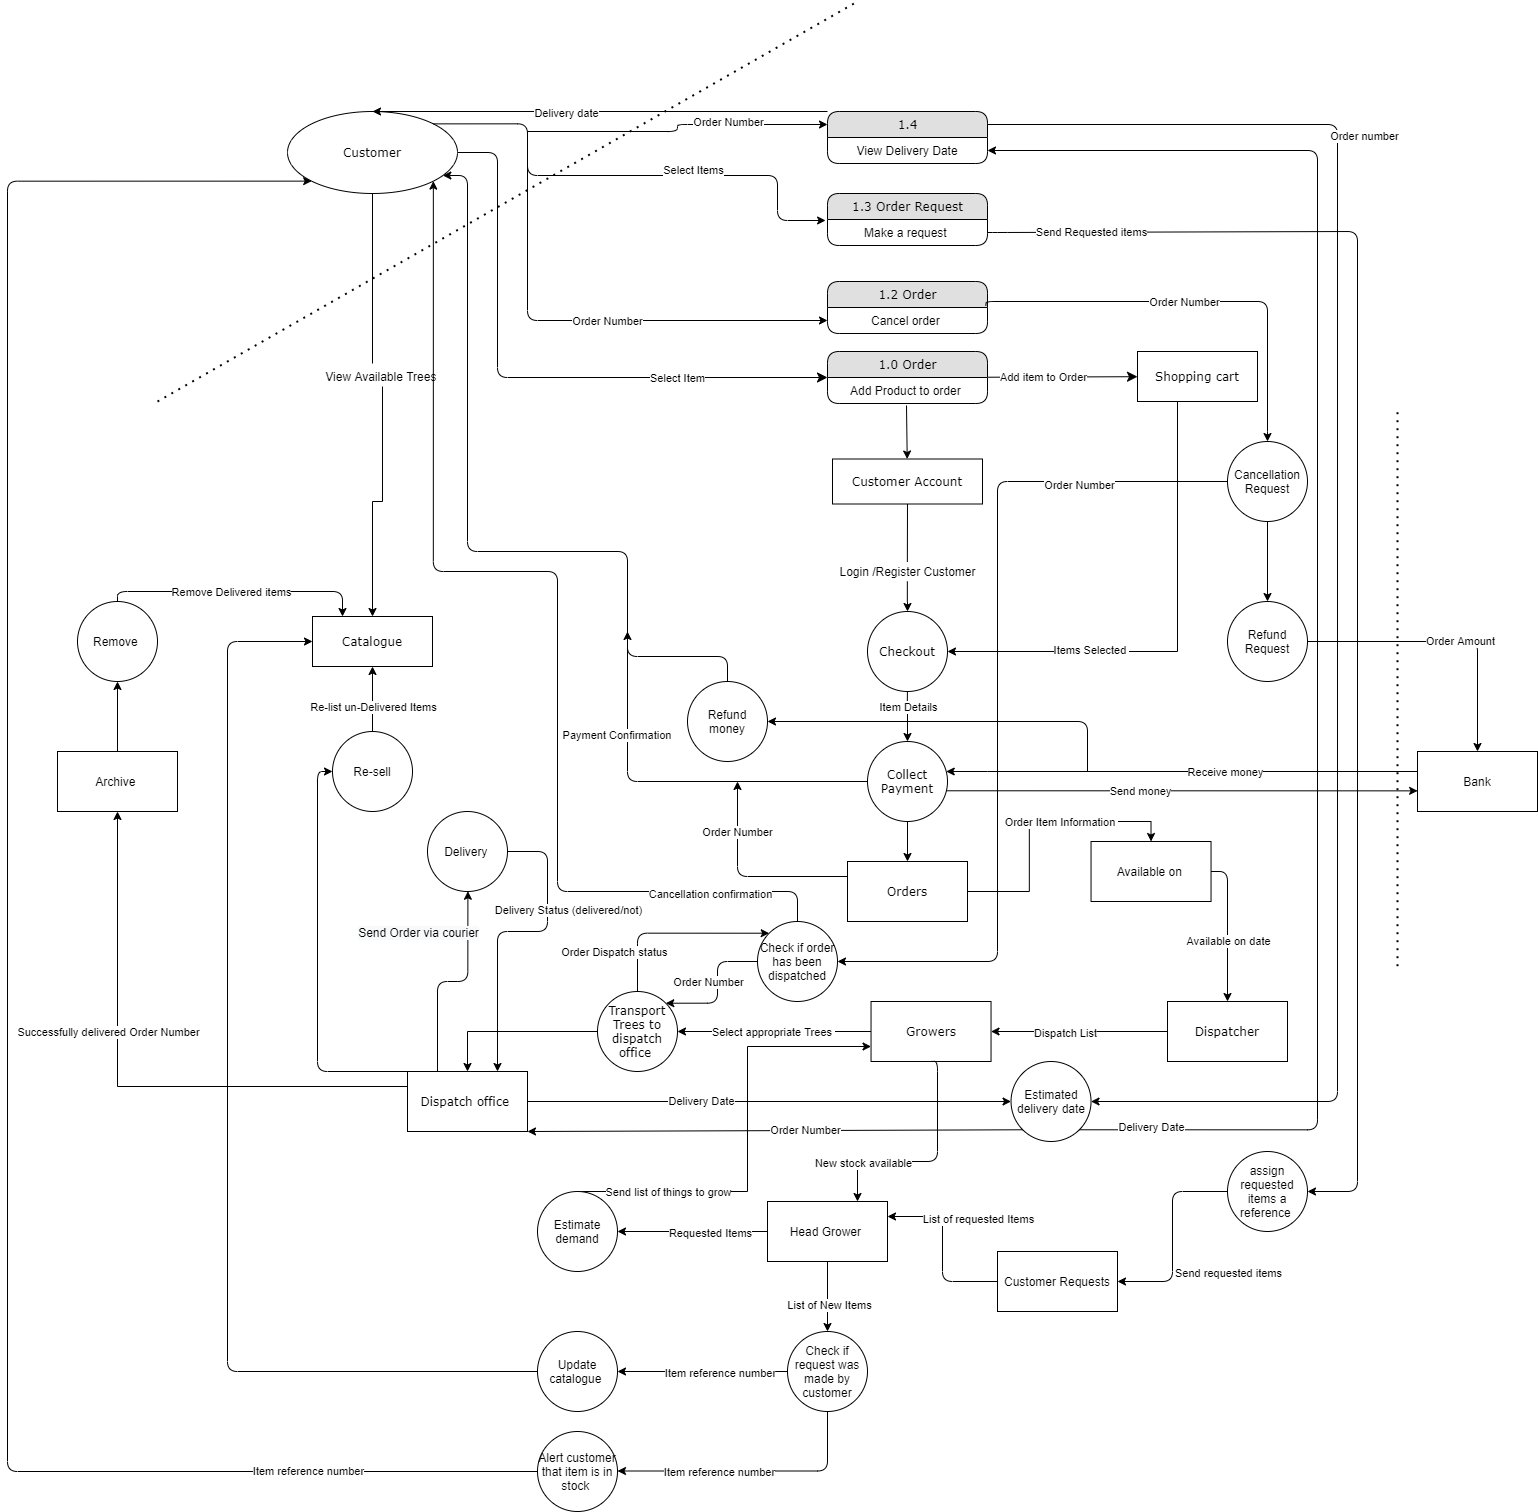 Delivery date
Order Number
1.4
View Delivery Date
Order number
Customer
Select Items
1.3 Order Request
Make a request
Send Requested items
1.2 Order
Cancel order
Order Number
Order Number
1.0 Order
Add Product to order
View Available Trees
Select Item
Add item to Order
Shopping cart
Customer Account
Order Number
Cancellation
Request
Login /Register Customer
Remove Delivered items
Remove
Catalogue
Checkout
Items Selected
Refund
Request
Order Amount
Re-list un-Delivered Items
Item Details
Refund
money
Payment Confirmation
Archive
Re-sell
Collect
Payment
Receive money
Send money
Bank
Order Number
Order Item Information
Delivery
Available on
Orders
Cancellation confirmation
Delivery Status (delivered/not)
Send Order via courier
Order Dispatch status
Check if order
has been
dispatched
Available on date
Order Number
Successfully delivered Order Number
Transport
Trees to
dispatch
office
Select appropriate Trees
Growers
Dispatch List
Dispatcher
Dispatch office
Delivery Date
Estimated
delivery date
Order Number
Delivery Date
New stock available
assign
requested
items a
reference
Send list of things to grow
Estimate
demand
Requested Items
Head Grower
List of requested Items
Customer Requests
Send requested items
List of New Items
Update
catalogue
Item reference number
Check if
request was
made by
customer
Item reference number
Alert customer
that item is in
stock
Item reference number